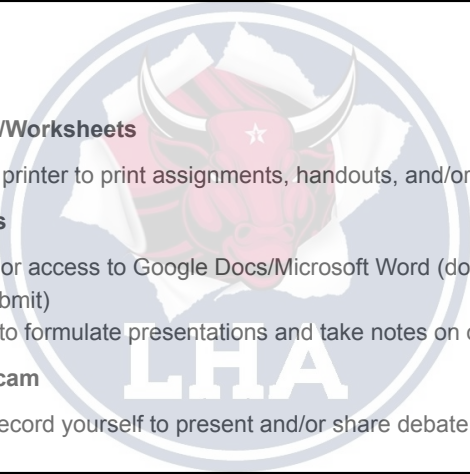 /Worksheets
printer to print assignments, handouts, and/or
s
or access to Google Docs/Microsoft Word (do
bmit)
to formulate presentations and take notes on
cam
ecord yourself to present and/or share debate
LHA